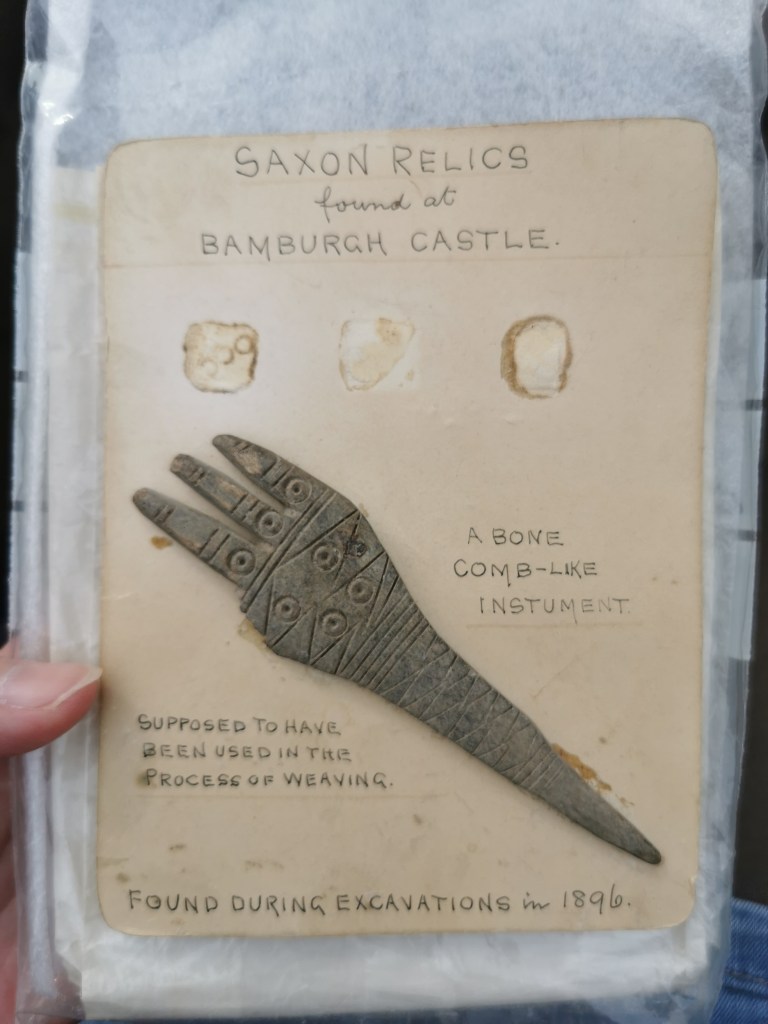 SAXON RELICS
found at
BAMBURGH CASTLE.
A BONE
COMB-LIKE
INSTUMENT.
SUPPOSED TO HAVE
BEEN USED IN THE
PROCESS OF WEAVING.
FOUND DURING EXCAVATIONS in 1896.